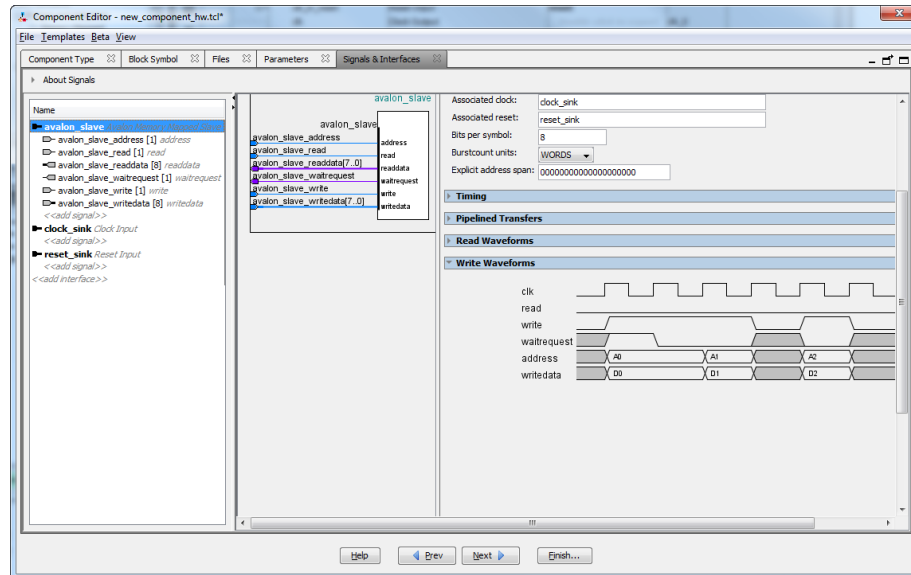 Component Editor - new_component_hw.tcl*
File Templates Beta View
Component Type Block Symbol Files Parameters Signals & Interfaces
About Signals
Name
avalon_slave
avalon_slave_address [1] address
avalon_slave_read [1] read
avalon_slave_readdata [8] readdata
avalon_slave_waitrequest [1] waitrequest
avalon_slave_write [1] write
avalon_slave_writedata [8] writedata
<<add signal>>
clock_sink Clock Input
<<add signal>>
reset_sink Reset Input
<<add signal>>
<<add interface>>
avalon_slave
avalon_slave
avalon_slave_address
address
avalon_slave_read
read
avalon_slave_readdata[7..0]
readdata
avalon_slave_waitrequest
waitrequest
avalon_slave_write
write
avalon_slave_writedata[7..0]
writedata
Associated clock: clock_sink
Associated reset: reset_sink
Bits per symbol: 8
Burstcount units: WORDS
Explicit address span: 00000000000000000000
Timing
Pipelined Transfers
Read Waveforms
Write Waveforms
clk
read
write
waitrequest
address A0 A1 A2
writedata D0 D1 D2
Help Prev Next Finish...